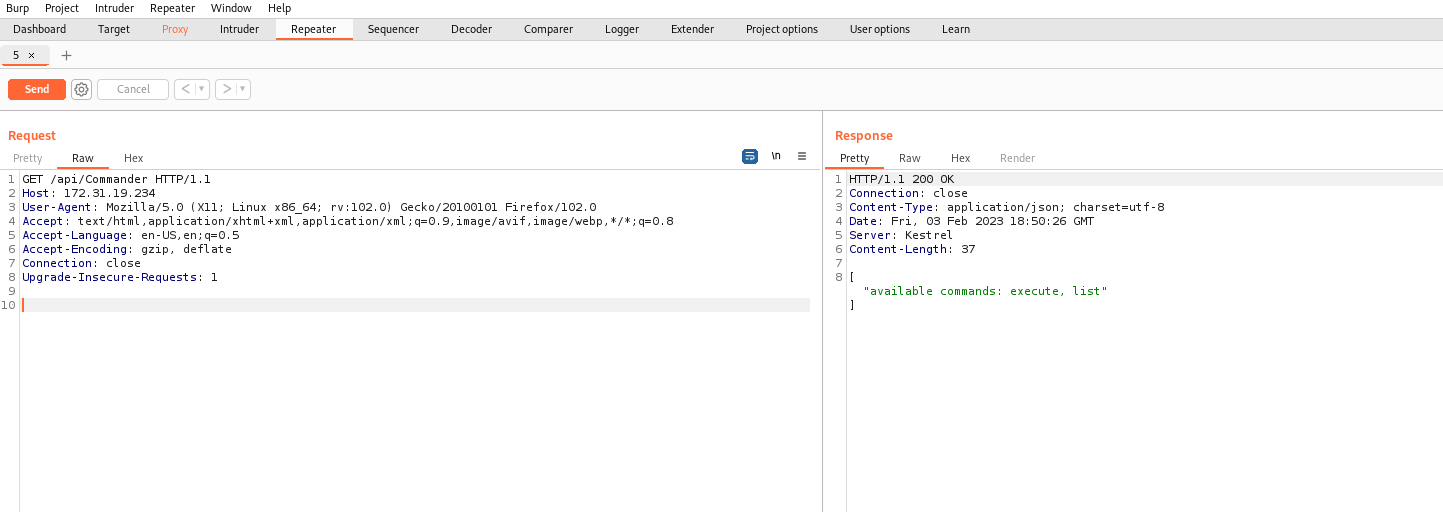 Burp Project Intruder Repeater Window Help
Dashboard Target Proxy Intruder Repeater Sequencer Decoder Comparer Logger Extender Project options User options Learn
5 × +
Send Cancel < ▼ > ▼
Request
Pretty Raw Hex \n ≡
1 GET /api/Commander HTTP/1.1
2 Host: 172.31.19.234
3 User-Agent: Mozilla/5.0 (X11; Linux x86_64; rv:102.0) Gecko/20100101 Firefox/102.0
4 Accept: text/html,application/xhtml+xml,application/xml;q=0.9,image/avif,image/webp,*/*;q=0.8
5 Accept-Language: en-US,en;q=0.5
6 Accept-Encoding: gzip, deflate
7 Connection: close
8 Upgrade-Insecure-Requests: 1
9
10
Response
Pretty Raw Hex Render
1 HTTP/1.1 200 OK
2 Connection: close
3 Content-Type: application/json; charset=utf-8
4 Date: Fri, 03 Feb 2023 18:50:26 GMT
5 Server: Kestrel
6 Content-Length: 37
7
8 [
"available commands: execute, list"
]